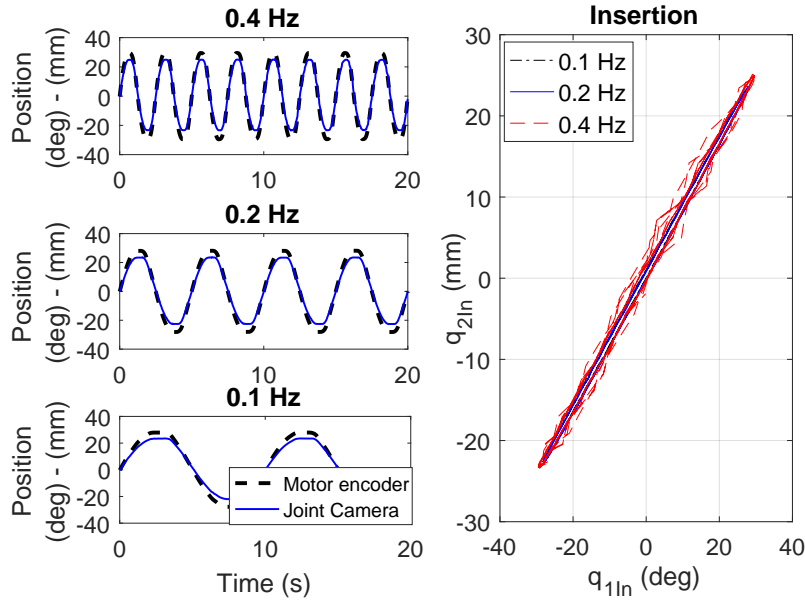 0.4 Hz
Position
(deg) - (mm)
40
20
0
-20
-40
0
10
20
0.2 Hz
Position
(deg) - (mm)
40
20
0
-20
-40
0
10
20
0.1 Hz
Position
(deg) - (mm)
40
20
0
-20
-40
0
10
20
Motor encoder
Joint Camera
Time (s)
Insertion
0.1 Hz
0.2 Hz
0.4 Hz
q2In (mm)
30
20
10
0
-10
-20
-30
-40
-20
0
20
40
q1In (deg)